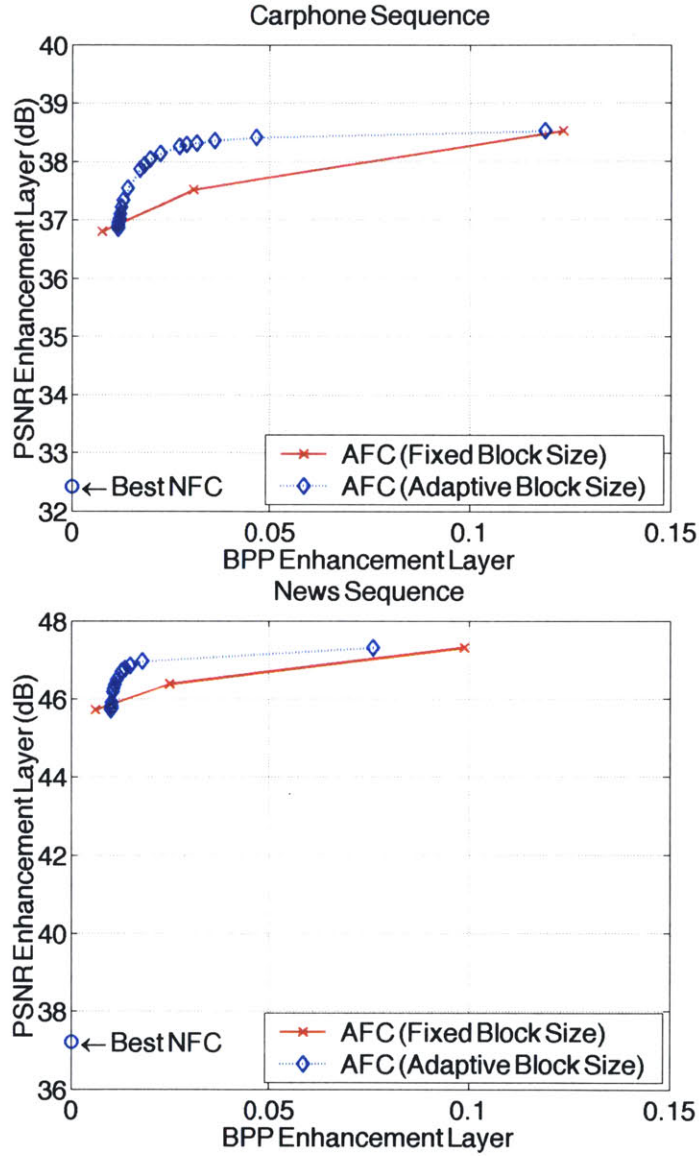 Carphone Sequence
40
39
38
37
36
35
34
33
32
PSNR Enhancement Layer (dB)
AFC (Fixed Block Size)
AFC (Adaptive Block Size)
← Best NFC
0
0.05
0.1
0.15
BPP Enhancement Layer
News Sequence
48
46
44
42
40
38
36
PSNR Enhancement Layer (dB)
AFC (Fixed Block Size)
AFC (Adaptive Block Size)
← Best NFC
0
0.05
0.1
0.15
BPP Enhancement Layer